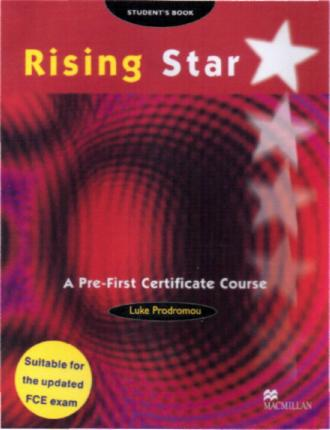 STUDENT'S BOOK
Rising Star
A Pre-First Certificate Course
Luke Prodromou
Suitable for
the updated
FCE exam
MACMILLAN